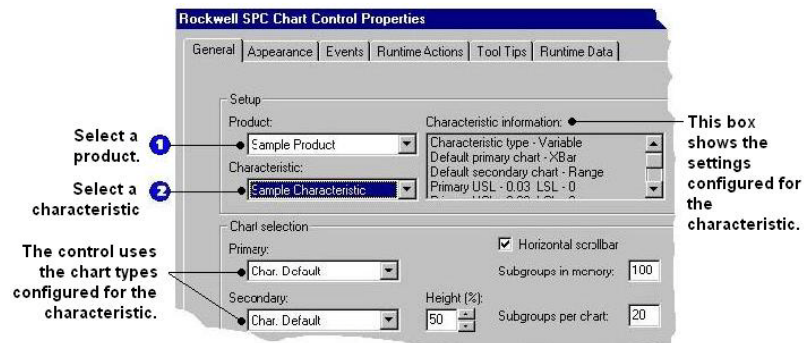 Rockwell SPC Chart Control Properties
General Appearance Events Runtime Actions Tool Tips Runtime Data
Setup
Product:
Sample Product
Characteristic:
Sample Characteristic
Characteristic information:
Characteristic type - Variable
Default primary chart - XBar
Default secondary chart - Range
Primary USL - 0.03 LSL - 0
Chart selection
Primary:
Char. Default
Secondary:
Char. Default
Height (%):
50
Horizontal scrollbar
Subgroups in memory: 100
Subgroups per chart: 20
Select a
product.
1
Select a
characteristic
2
The control uses
the chart types
configured for the
characteristic.
This box
shows the
settings
configured for
the
characteristic.